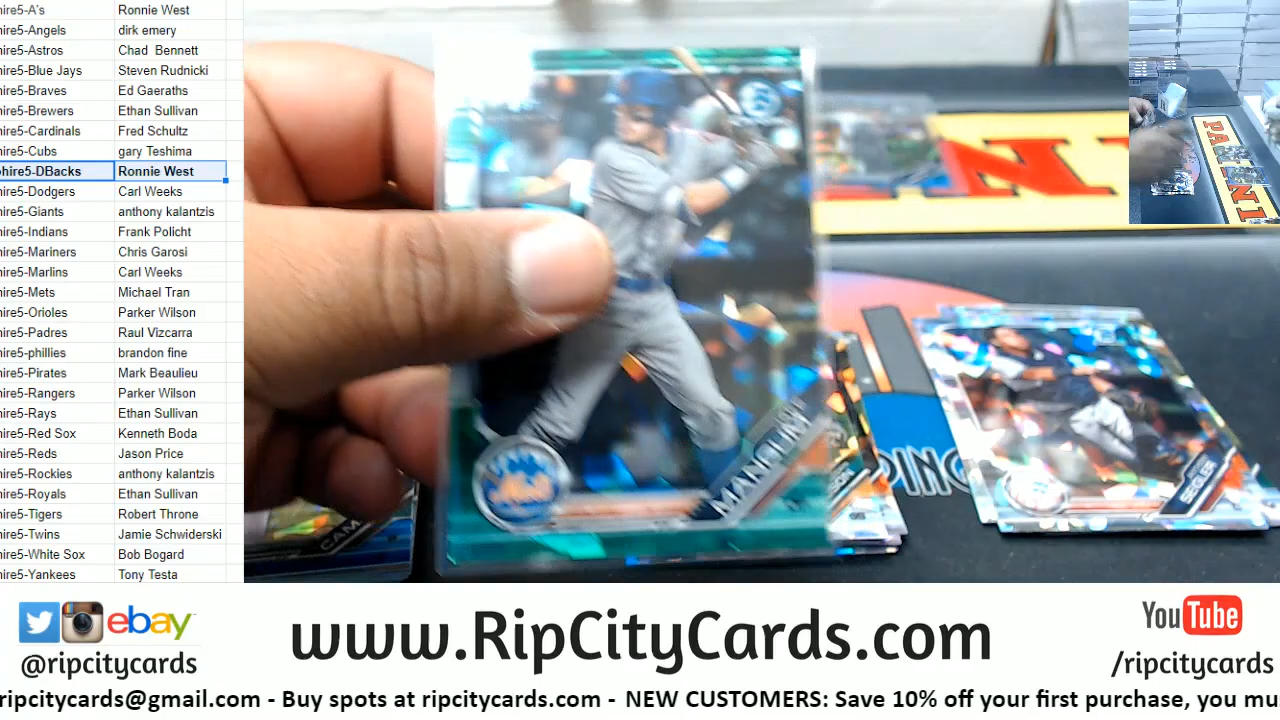 hire5-A's Ronnie West
hire5-Angels dirk emery
hire5-Astros Chad Bennett
hire5-Blue Jays Steven Rudnicki
hire5-Braves Ed Gaeraths
hire5-Brewers Ethan Sullivan
hire5-Cardinals Fred Schultz
hire5-Cubs gary Teshima
phire5-DBacks Ronnie West
hire5-Dodgers Carl Weeks
hire5-Giants anthony kalantzis
hire5-Indians Frank Policht
hire5-Mariners Chris Garosi
hire5-Marlins Carl Weeks
hire5-Mets Michael Tran
hire5-Orioles Parker Wilson
hire5-Padres Raul Vizcarra
hire5-phillies brandon fine
hire5-Pirates Mark Beaulieu
hire5-Rangers Parker Wilson
hire5-Rays Ethan Sullivan
hire5-Red Sox Kenneth Boda
hire5-Reds Jason Price
hire5-Rockies anthony kalantzis
hire5-Royals Ethan Sullivan
hire5-Tigers Robert Throne
hire5-Twins Jamie Schwiderski
hire5-White Sox Bob Bogard
hire5-Yankees Tony Testa
B
Mets
MANGUM
SEIGLER
CAM
PING
N
PANINI
ebay
@ripcitycards
www.RipCityCards.com
YouTube
/ripcitycards
ripcitycards@gmail.com - Buy spots at ripcitycards.com - NEW CUSTOMERS: Save 10% off your first purchase, you mu